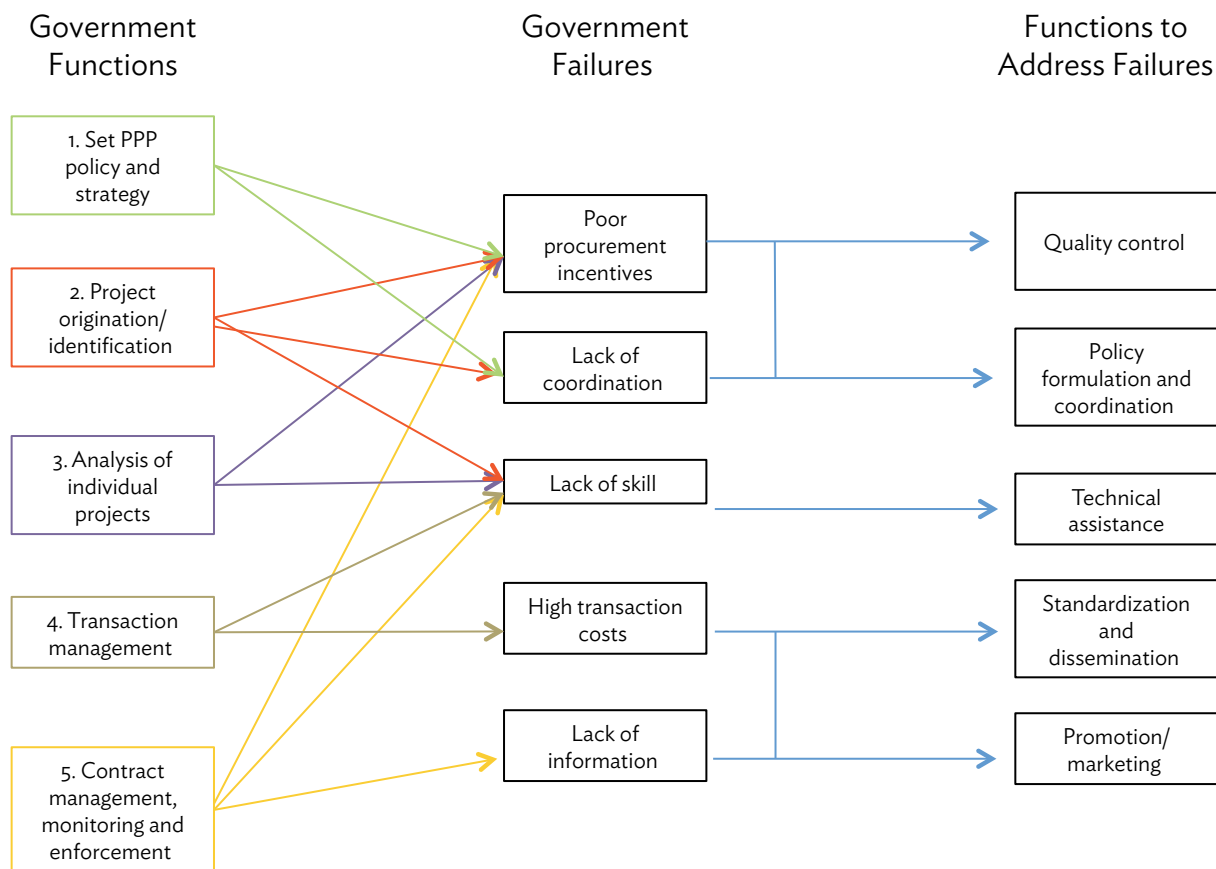 Government
Functions
Government
Failures
Functions to
Address Failures
1. Set PPP
policy and
strategy
2. Project
origination/
identification
3. Analysis of
individual
projects
4. Transaction
management
5. Contract
management,
monitoring and
enforcement
Poor
procurement
incentives
Lack of
coordination
Lack of skill
High transaction
costs
Lack of
information
Quality control
Policy
formulation and
coordination
Technical
assistance
Standardization
and
dissemination
Promotion/
marketing